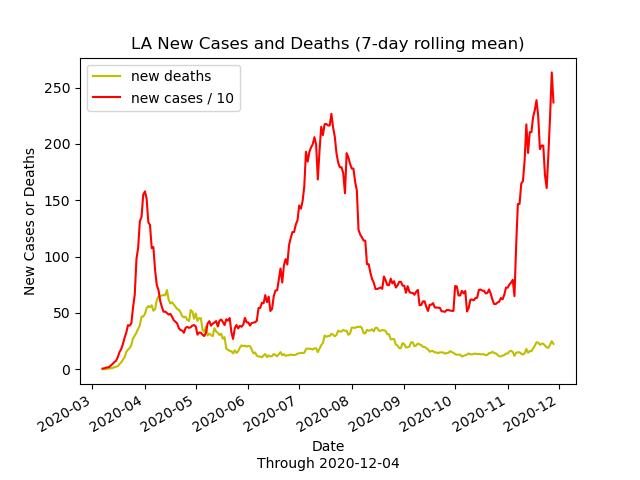 LA New Cases and Deaths (7-day rolling mean)
new deaths
new cases / 10
New Cases or Deaths
250
200
150
100
50
0
2020-03
2020-04
2020-05
2020-06
2020-07
2020-08
2020-09
2020-10
2020-11
2020-12
Date
Through 2020-12-04